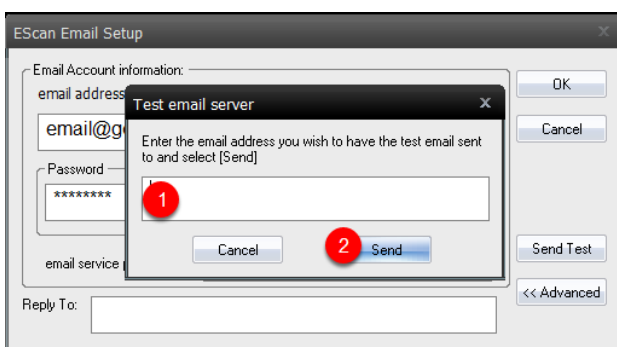 EScan Email Setup
x
Email Account information:
email address
OK
Test email server
x
email@g
Cancel
Enter the email address you wish to have the test email sent
to and select [Send]
Password
********
1
Cancel
2
Send
email service
Send Test
<< Advanced
Reply To: